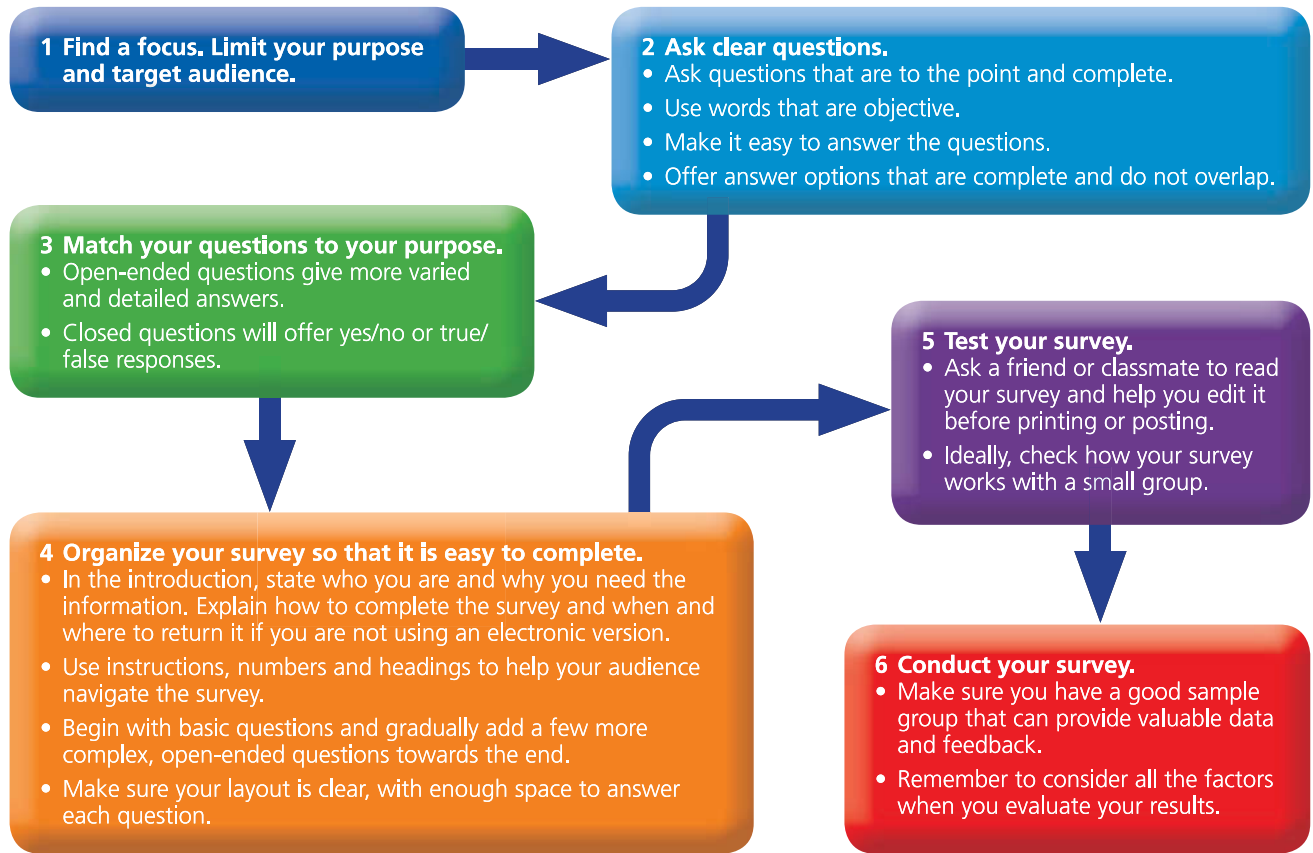 1 Find a focus. Limit your purpose
and target audience.
2 Ask clear questions.
• Ask questions that are to the point and complete.
• Use words that are objective.
• Make it easy to answer the questions.
• Offer answer options that are complete and do not overlap.
3 Match your questions to your purpose.
• Open-ended questions give more varied
and detailed answers.
• Closed questions will offer yes/no or true/
false responses.
4 Organize your survey so that it is easy to complete.
• In the introduction, state who you are and why you need the
information. Explain how to complete the survey and when and
where to return it if you are not using an electronic version.
• Use instructions, numbers and headings to help your audience
navigate the survey.
• Begin with basic questions and gradually add a few more
complex, open-ended questions towards the end.
• Make sure your layout is clear, with enough space to answer
each question.
5 Test your survey.
• Ask a friend or classmate to read
your survey and help you edit it
before printing or posting.
• Ideally, check how your survey
works with a small group.
6 Conduct your survey.
• Make sure you have a good sample
group that can provide valuable data
and feedback.
• Remember to consider all the factors
when you evaluate your results.